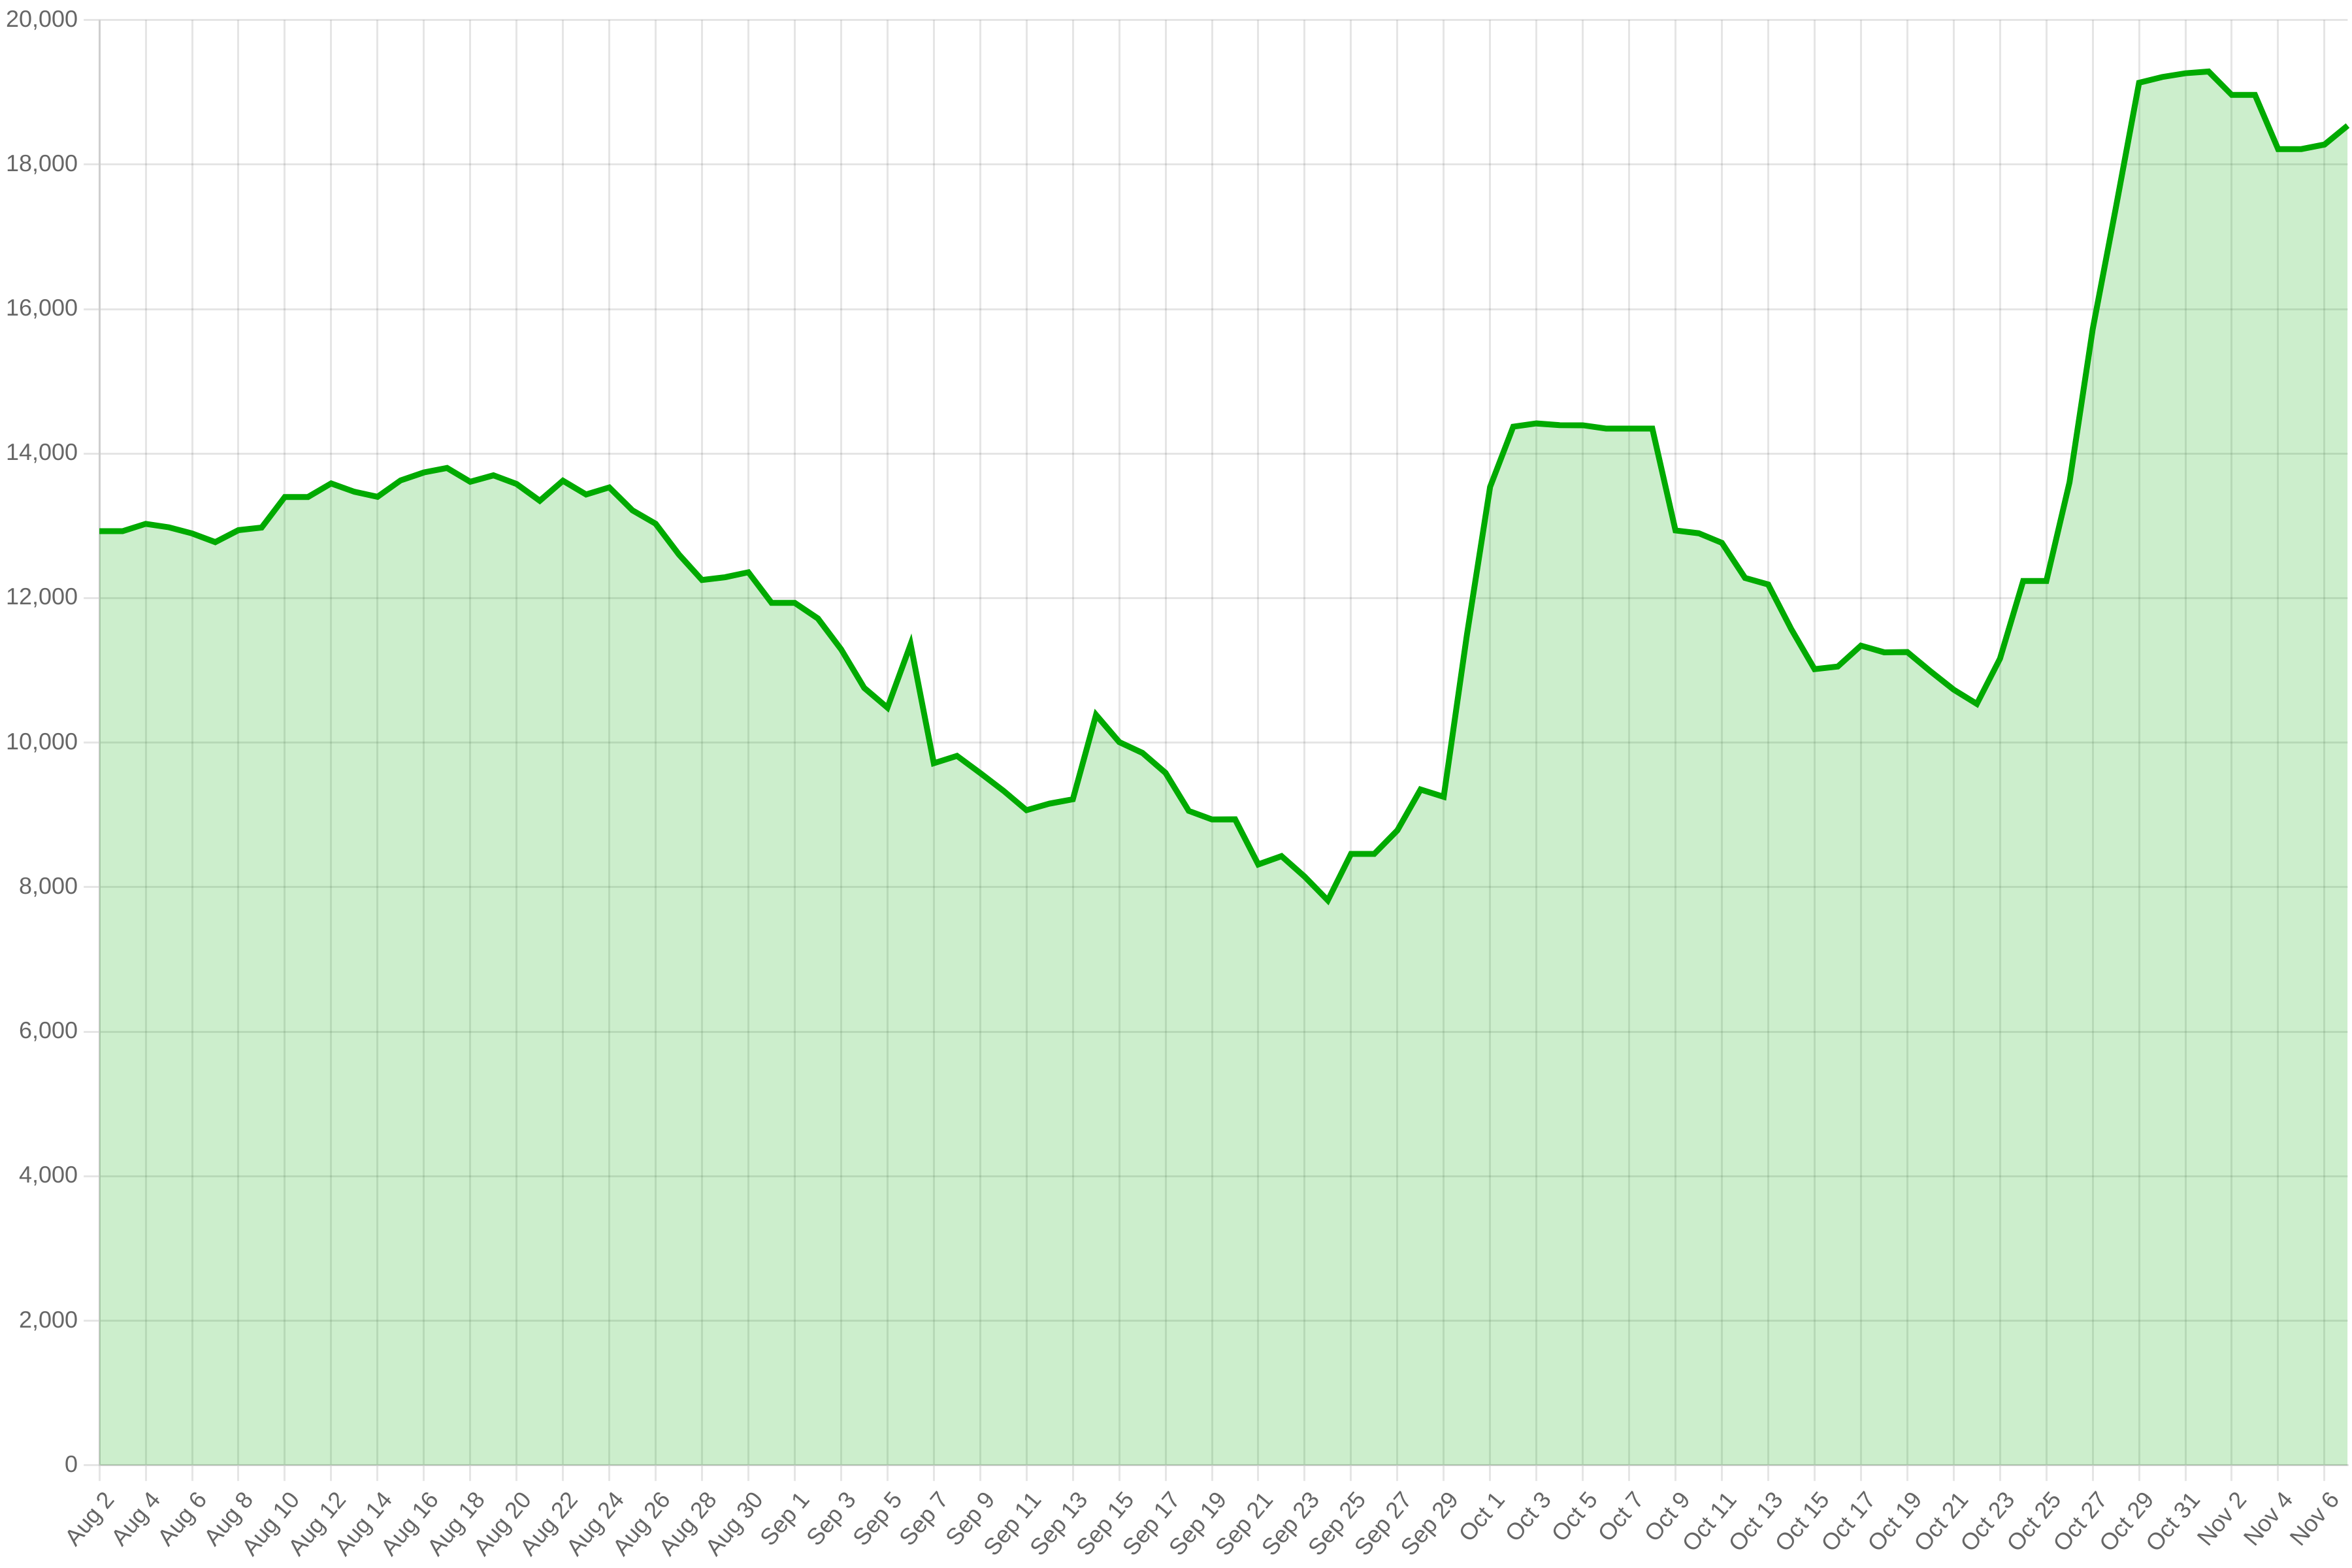 20,000
18,000
16,000
14,000
12,000
10,000
8,000
6,000
4,000
2,000
0
Aug 2
Aug 4
Aug 6
Aug 8
Aug 10
Aug 12
Aug 14
Aug 16
Aug 18
Aug 20
Aug 22
Aug 24
Aug 26
Aug 28
Aug 30
Sep 1
Sep 3
Sep 5
Sep 7
Sep 9
Sep 11
Sep 13
Sep 15
Sep 17
Sep 19
Sep 21
Sep 23
Sep 25
Sep 27
Sep 29
Oct 1
Oct 3
Oct 5
Oct 7
Oct 9
Oct 11
Oct 13
Oct 15
Oct 17
Oct 19
Oct 21
Oct 23
Oct 25
Oct 27
Oct 29
Oct 31
Nov 2
Nov 4
Nov 6